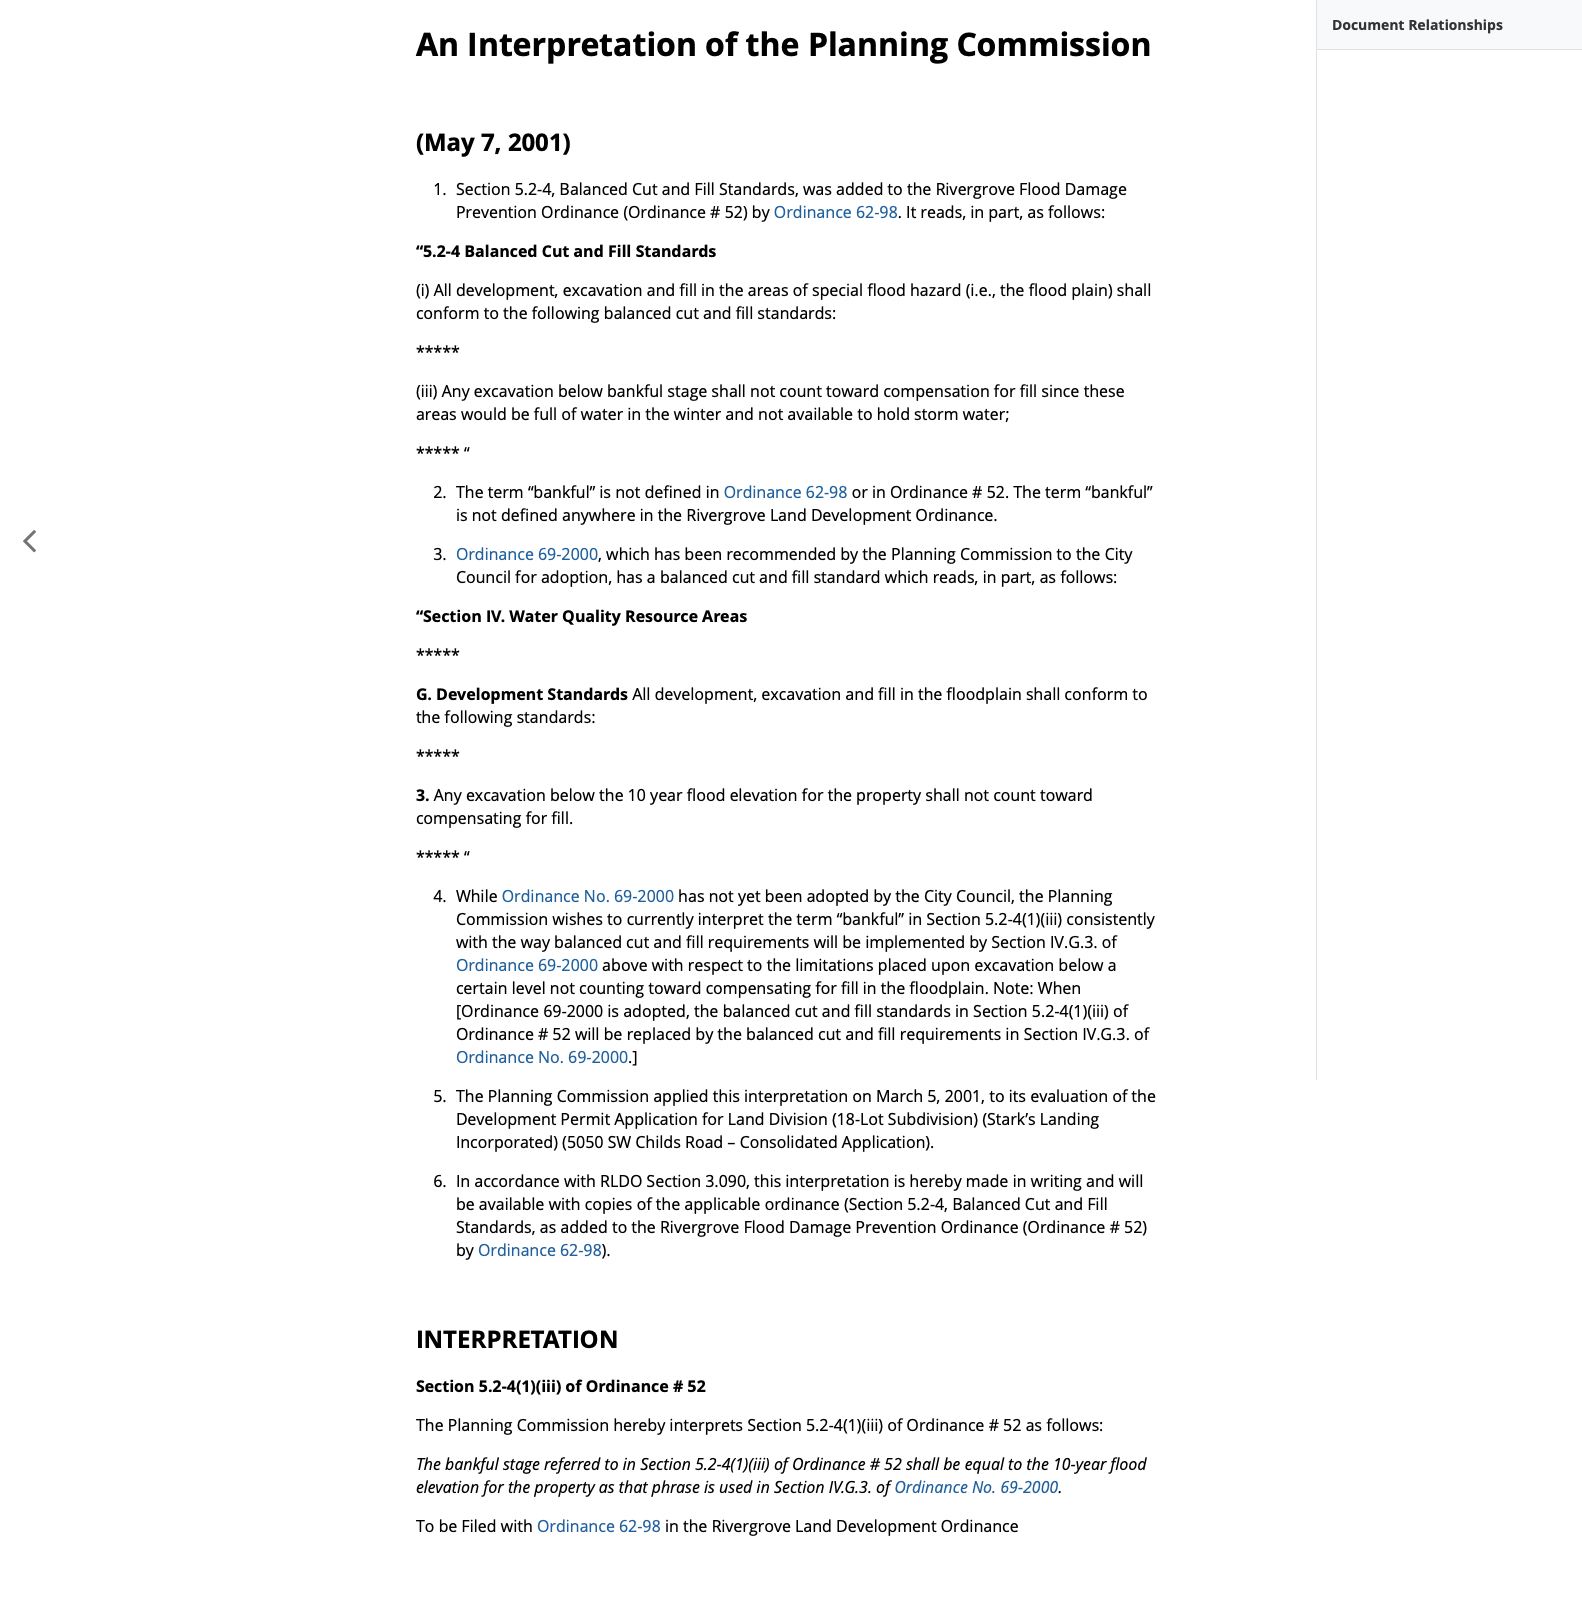 An Interpretation of the Planning Commission
Document Relationships
(May 7, 2001)
1. Section 5.2-4, Balanced Cut and Fill Standards, was added to the Rivergrove Flood Damage
Prevention Ordinance (Ordinance # 52) by Ordinance 62-98. It reads, in part, as follows:
“5.2-4 Balanced Cut and Fill Standards
(i) All development, excavation and fill in the areas of special flood hazard (i.e., the flood plain) shall
conform to the following balanced cut and fill standards:
*****
(iii) Any excavation below bankful stage shall not count toward compensation for fill since these
areas would be full of water in the winter and not available to hold storm water;
***** “
2. The term “bankful” is not defined in Ordinance 62-98 or in Ordinance # 52. The term “bankful”
is not defined anywhere in the Rivergrove Land Development Ordinance.
3. Ordinance 69-2000, which has been recommended by the Planning Commission to the City
Council for adoption, has a balanced cut and fill standard which reads, in part, as follows:
“Section IV. Water Quality Resource Areas
*****
G. Development Standards All development, excavation and fill in the floodplain shall conform to
the following standards:
*****
3. Any excavation below the 10 year flood elevation for the property shall not count toward
compensating for fill.
***** “
4. While Ordinance No. 69-2000 has not yet been adopted by the City Council, the Planning
Commission wishes to currently interpret the term “bankful” in Section 5.2-4(1)(iii) consistently
with the way balanced cut and fill requirements will be implemented by Section IV.G.3. of
Ordinance 69-2000 above with respect to the limitations placed upon excavation below a
certain level not counting toward compensating for fill in the floodplain. Note: When
[Ordinance 69-2000 is adopted, the balanced cut and fill standards in Section 5.2-4(1)(iii) of
Ordinance # 52 will be replaced by the balanced cut and fill requirements in Section IV.G.3. of
Ordinance No. 69-2000.]
5. The Planning Commission applied this interpretation on March 5, 2001, to its evaluation of the
Development Permit Application for Land Division (18-Lot Subdivision) (Stark’s Landing
Incorporated) (5050 SW Childs Road – Consolidated Application).
6. In accordance with RLDO Section 3.090, this interpretation is hereby made in writing and will
be available with copies of the applicable ordinance (Section 5.2-4, Balanced Cut and Fill
Standards, as added to the Rivergrove Flood Damage Prevention Ordinance (Ordinance # 52)
by Ordinance 62-98).
INTERPRETATION
Section 5.2-4(1)(iii) of Ordinance # 52
The Planning Commission hereby interprets Section 5.2-4(1)(iii) of Ordinance # 52 as follows:
The bankful stage referred to in Section 5.2-4(1)(iii) of Ordinance # 52 shall be equal to the 10-year flood
elevation for the property as that phrase is used in Section IV.G.3. of Ordinance No. 69-2000.
To be Filed with Ordinance 62-98 in the Rivergrove Land Development Ordinance